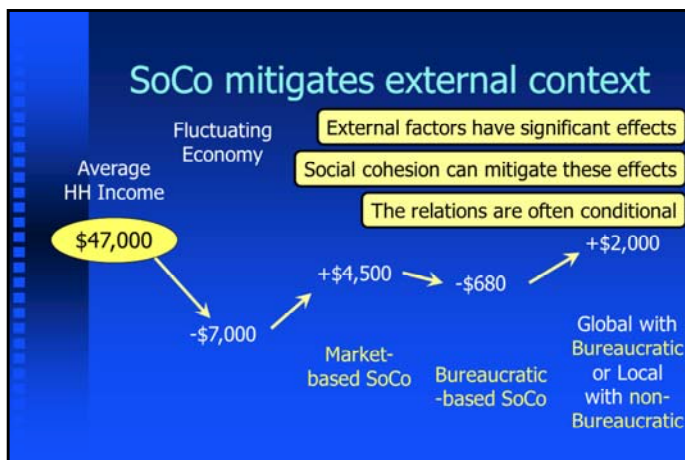 SoCo mitigates external context
Fluctuating
Economy
External factors have significant effects
Social cohesion can mitigate these effects
The relations are often conditional
Average
HH Income
$47,000
-$7,000
+$4,500
-$680
+$2,000
Market-
based SoCo
Bureaucratic
-based SoCo
Global with
Bureaucratic
or Local
with non-
Bureaucratic